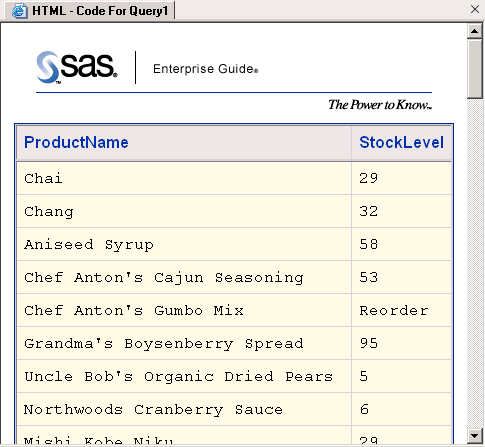 HTML - Code For Query1
sas. Enterprise Guide®
™
The Power to Know™
ProductName StockLevel
Chai 29
Chang 32
Aniseed Syrup 58
Chef Anton's Cajun Seasoning 53
Chef Anton's Gumbo Mix Reorder
Grandma's Boysenberry Spread 95
Uncle Bob's Organic Dried Pears 5
Northwoods Cranberry Sauce 6
Mishi Kobe Niku 29